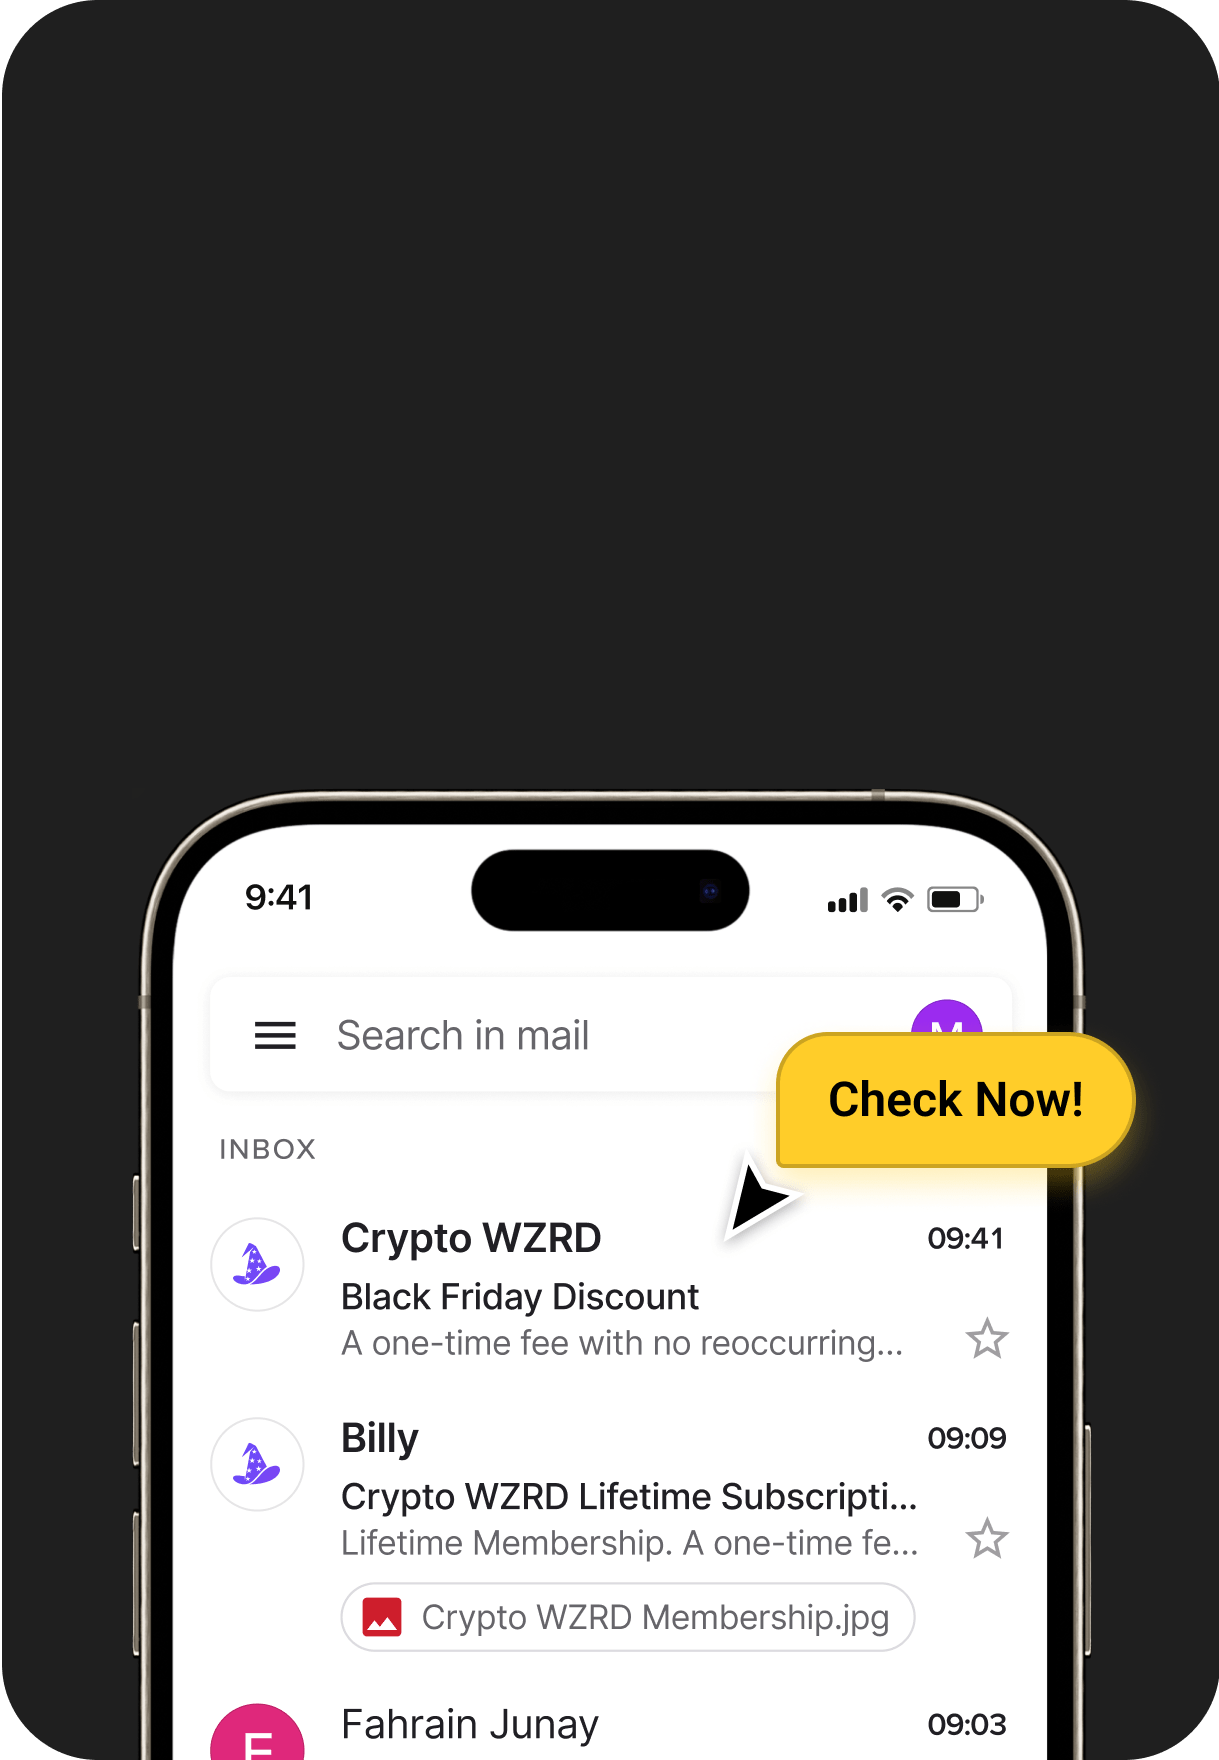 9:41
Search in mail
M
Check Now!
INBOX
Crypto WZRD
09:41
Black Friday Discount
A one-time fee with no reoccurring...
Billy
09:09
Crypto WZRD Lifetime Subscripti...
Lifetime Membership. A one-time fe...
Crypto WZRD Membership.jpg
Fahrain Junay
09:03
F